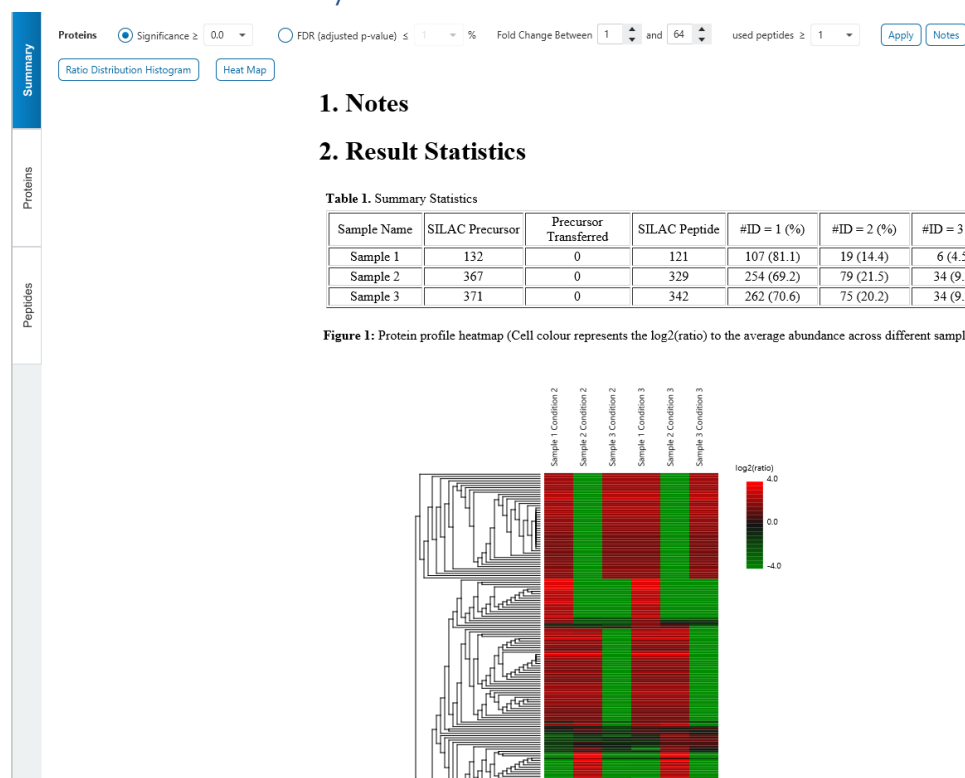 Summary
Proteins
Peptides
Proteins Significance ≥ 0.0 FDR (adjusted p-value) ≤ 1 % Fold Change Between 1 and 64 used peptides ≥ 1 Apply Notes
Ratio Distribution Histogram Heat Map
1. Notes
2. Result Statistics
Table 1. Summary Statistics
Sample Name SILAC Precursor Precursor Transferred SILAC Peptide #ID = 1 (%) #ID = 2 (%) #ID = 3
Sample 1 132 0 121 107 (81.1) 19 (14.4) 6 (4.5
Sample 2 367 0 329 254 (69.2) 79 (21.5) 34 (9.
Sample 3 371 0 342 262 (70.6) 75 (20.2) 34 (9.
Figure 1: Protein profile heatmap (Cell colour represents the log2(ratio) to the average abundance across different sampl
Sample 1 Condition 2
Sample 2 Condition 2
Sample 3 Condition 2
Sample 1 Condition 3
Sample 2 Condition 3
Sample 3 Condition 3
log2(ratio)
4.0
0.0
-4.0